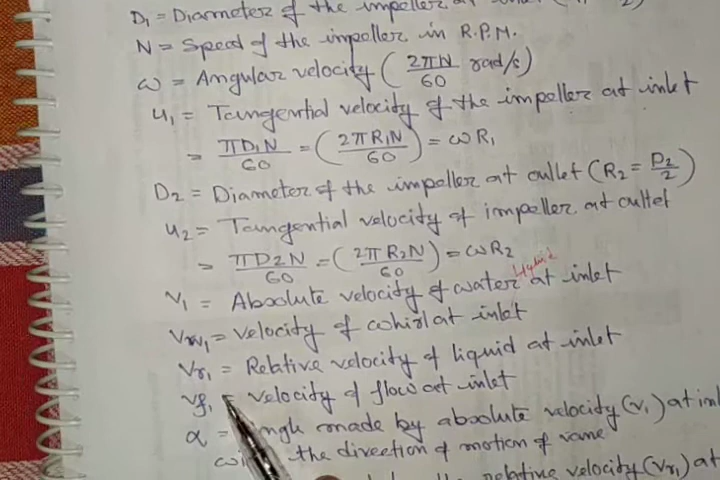 D₁ = Diameter of the impeller at
N = Speed of the impeller in R.P.M.
ω = Angular velocity (2πN/60 rad/s)
u₁ = Tangential velocity of the impeller at inlet
= πD₁N/60 = (2πR₁N/60) = ωR₁
D₂ = Diameter of the impeller at outlet (R₂ = D₂/2)
u₂ = Tangential velocity of impeller at outlet
= πD2N/60 = (2πR₂N/60) = ωR₂
V₁ = Absolute velocity of water at inlet
Vw₁ = velocity of whirl at inlet
Vr₁ = Relative velocity of liquid at inlet
Vf₁ = velocity of flow at inlet
α = made by absolute velocity (V₁) at
the direction of motion of vane
relative velocity (Vr₁) at